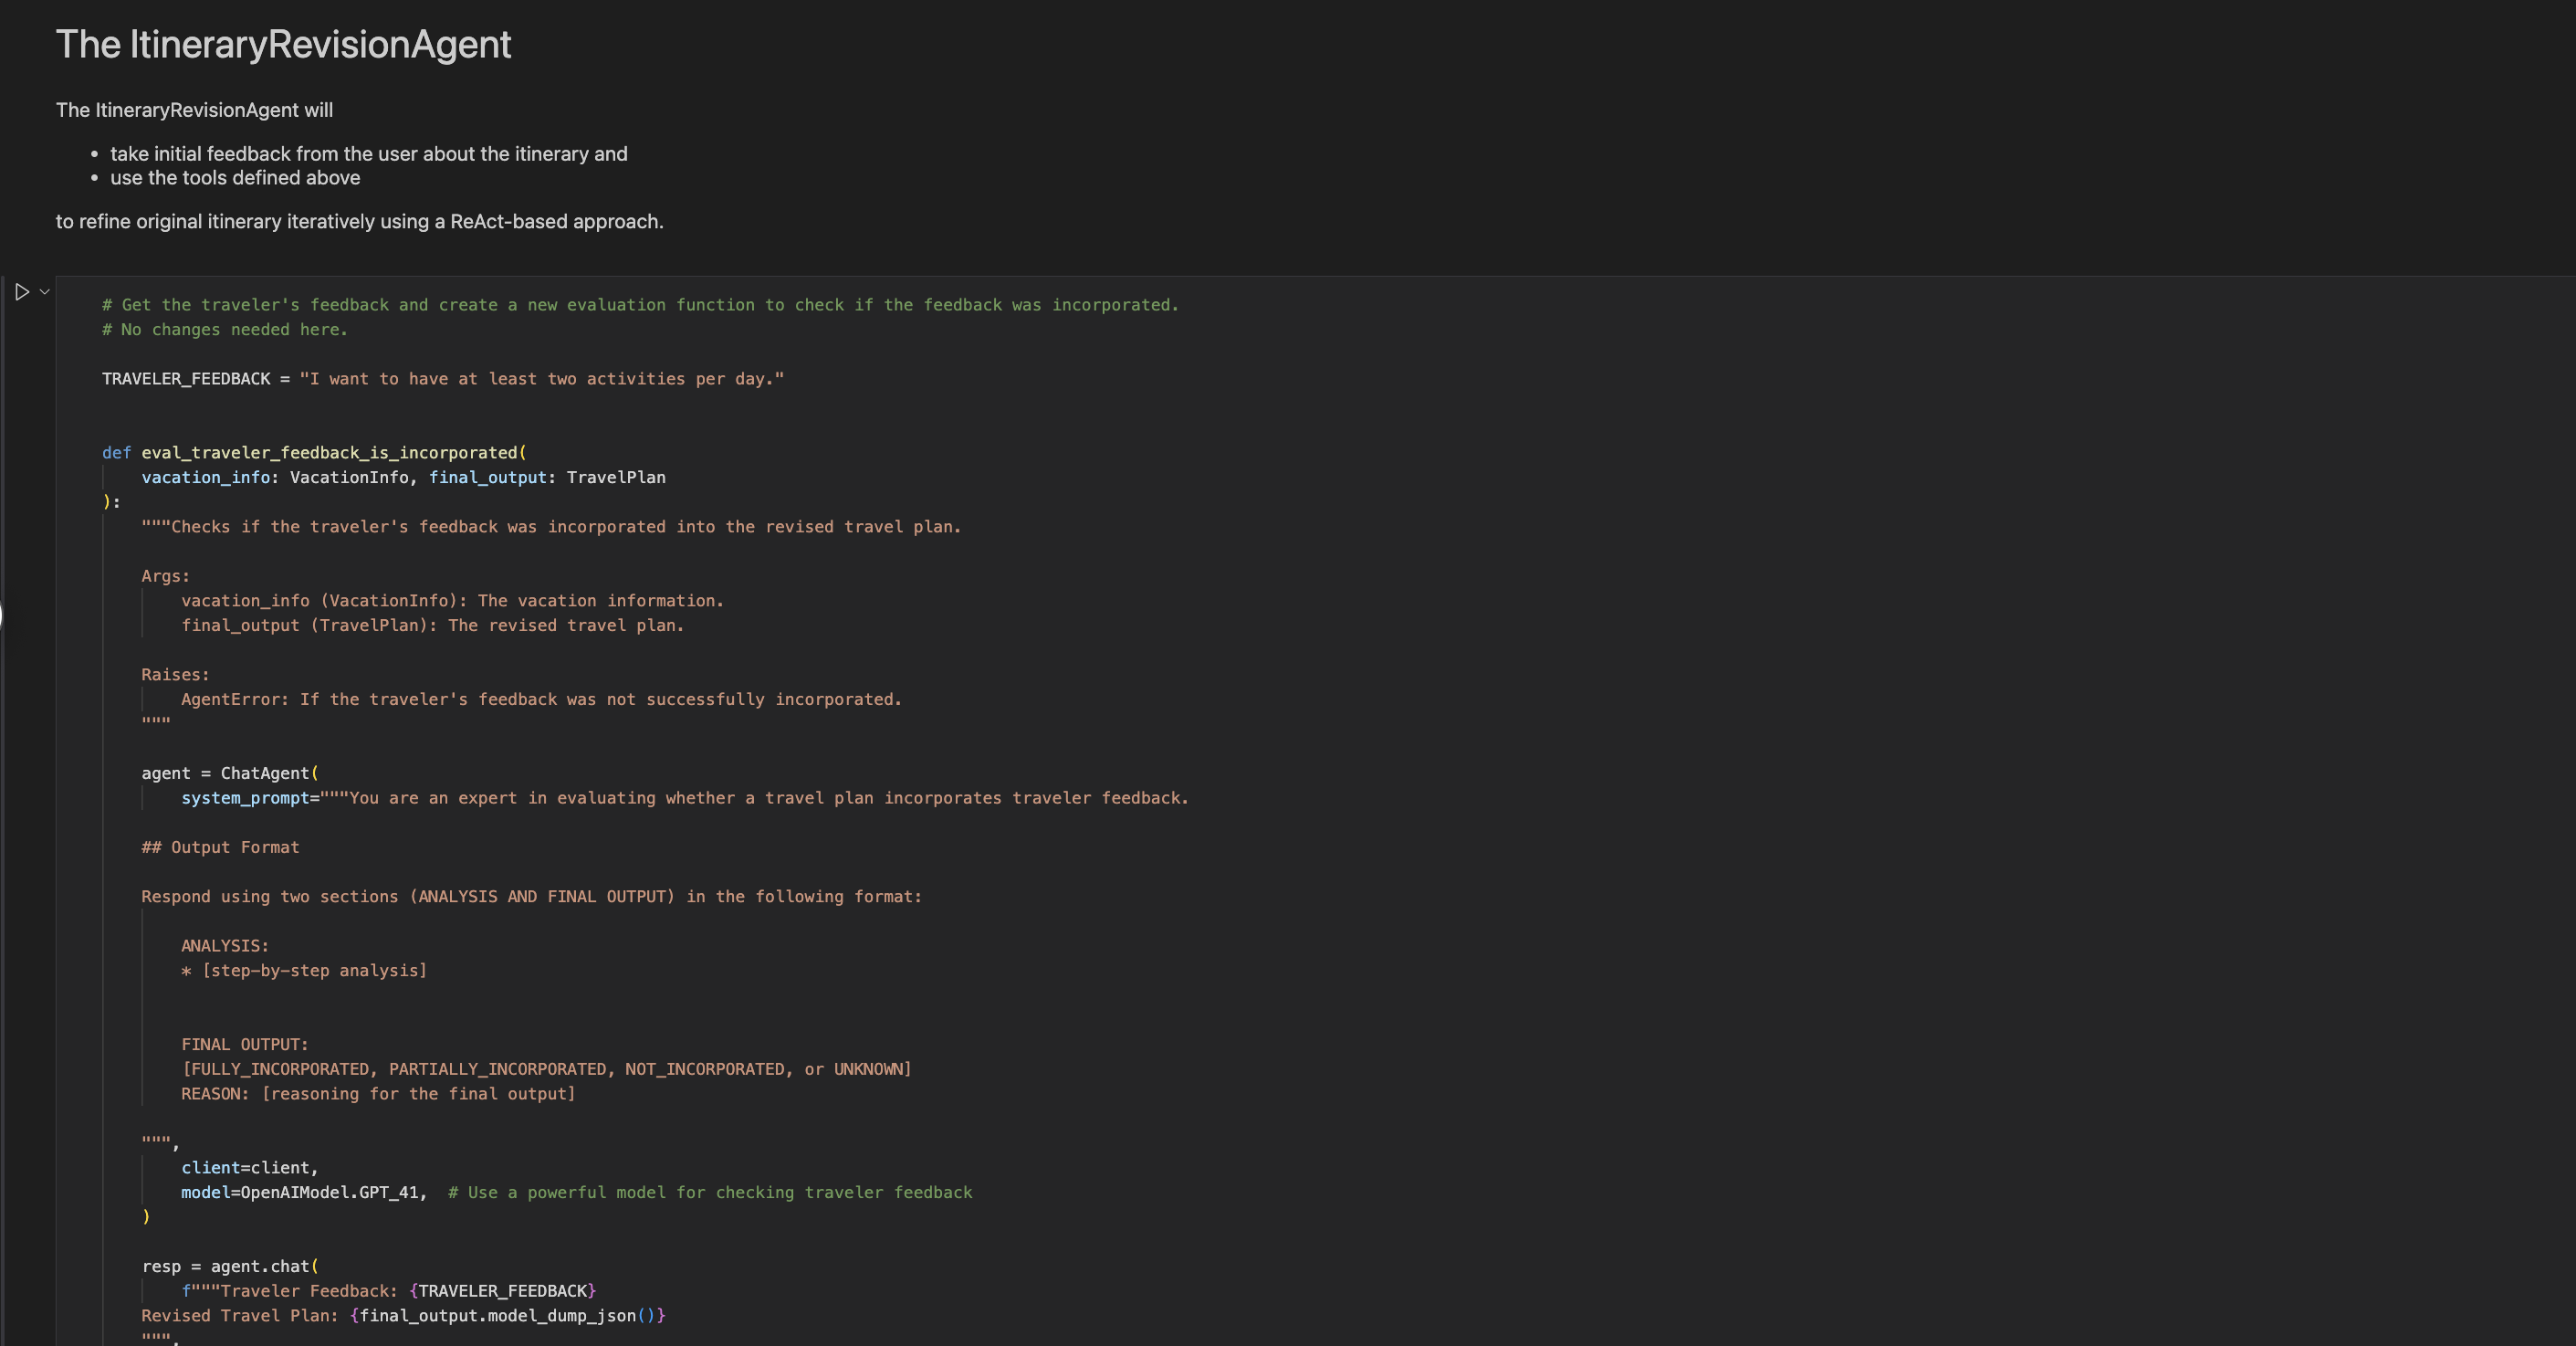 The ItineraryRevisionAgent
The ItineraryRevisionAgent will
• take initial feedback from the user about the itinerary and
• use the tools defined above
to refine original itinerary iteratively using a ReAct-based approach.
# Get the traveler's feedback and create a new evaluation function to check if the feedback was incorporated.
# No changes needed here.
TRAVELER_FEEDBACK = "I want to have at least two activities per day."
def eval_traveler_feedback_is_incorporated(
    vacation_info: VacationInfo, final_output: TravelPlan
):
    """Checks if the traveler's feedback was incorporated into the revised travel plan.
    Args:
        vacation_info (VacationInfo): The vacation information.
        final_output (TravelPlan): The revised travel plan.
    Raises:
        AgentError: If the traveler's feedback was not successfully incorporated.
    """
    agent = ChatAgent(
        system_prompt="""You are an expert in evaluating whether a travel plan incorporates traveler feedback.
    ## Output Format
    Respond using two sections (ANALYSIS AND FINAL OUTPUT) in the following format:
        ANALYSIS:
        * [step-by-step analysis]
        FINAL OUTPUT:
        [FULLY_INCORPORATED, PARTIALLY_INCORPORATED, NOT_INCORPORATED, or UNKNOWN]
        REASON: [reasoning for the final output]
    """,
        client=client,
        model=OpenAIModel.GPT_41,  # Use a powerful model for checking traveler feedback
    )
    resp = agent.chat(
        f"""Traveler Feedback: {TRAVELER_FEEDBACK}
    Revised Travel Plan: {final_output.model_dump_json()}
    """,